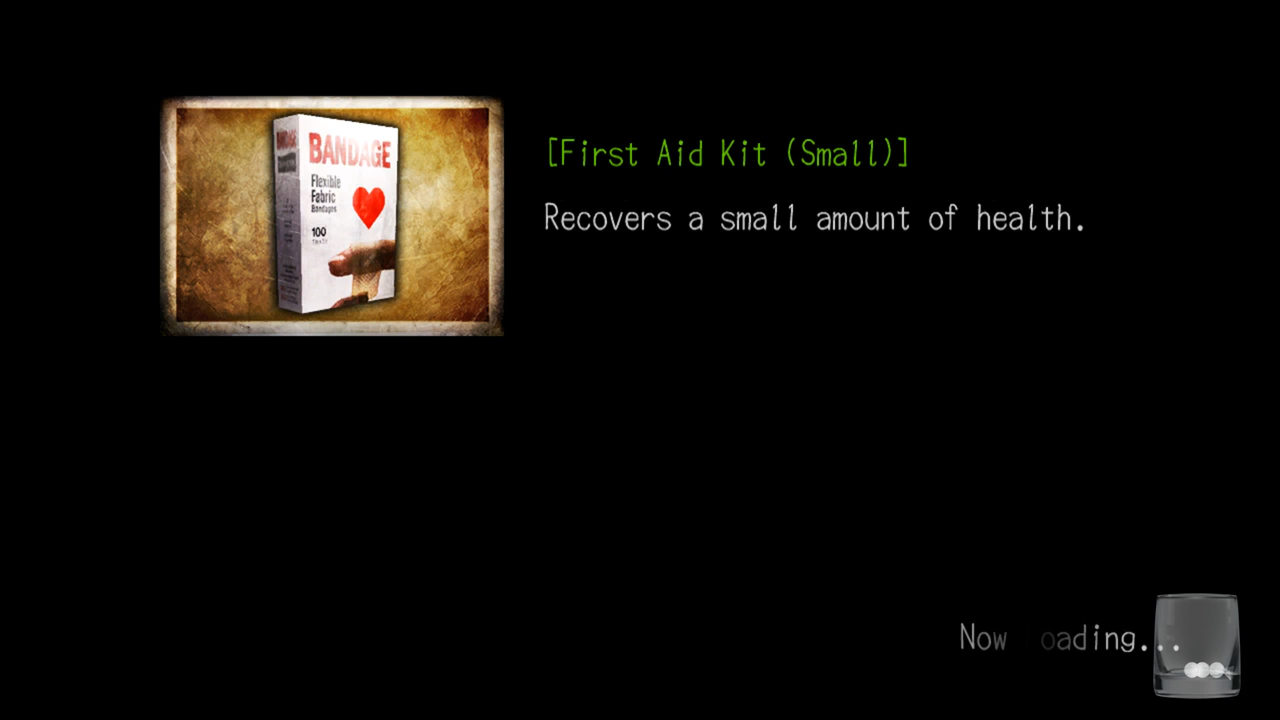 BANDAGE
Flexible
Fabric
Bandages
100
[First Aid Kit (Small)]
Recovers a small amount of health.
Now oading...